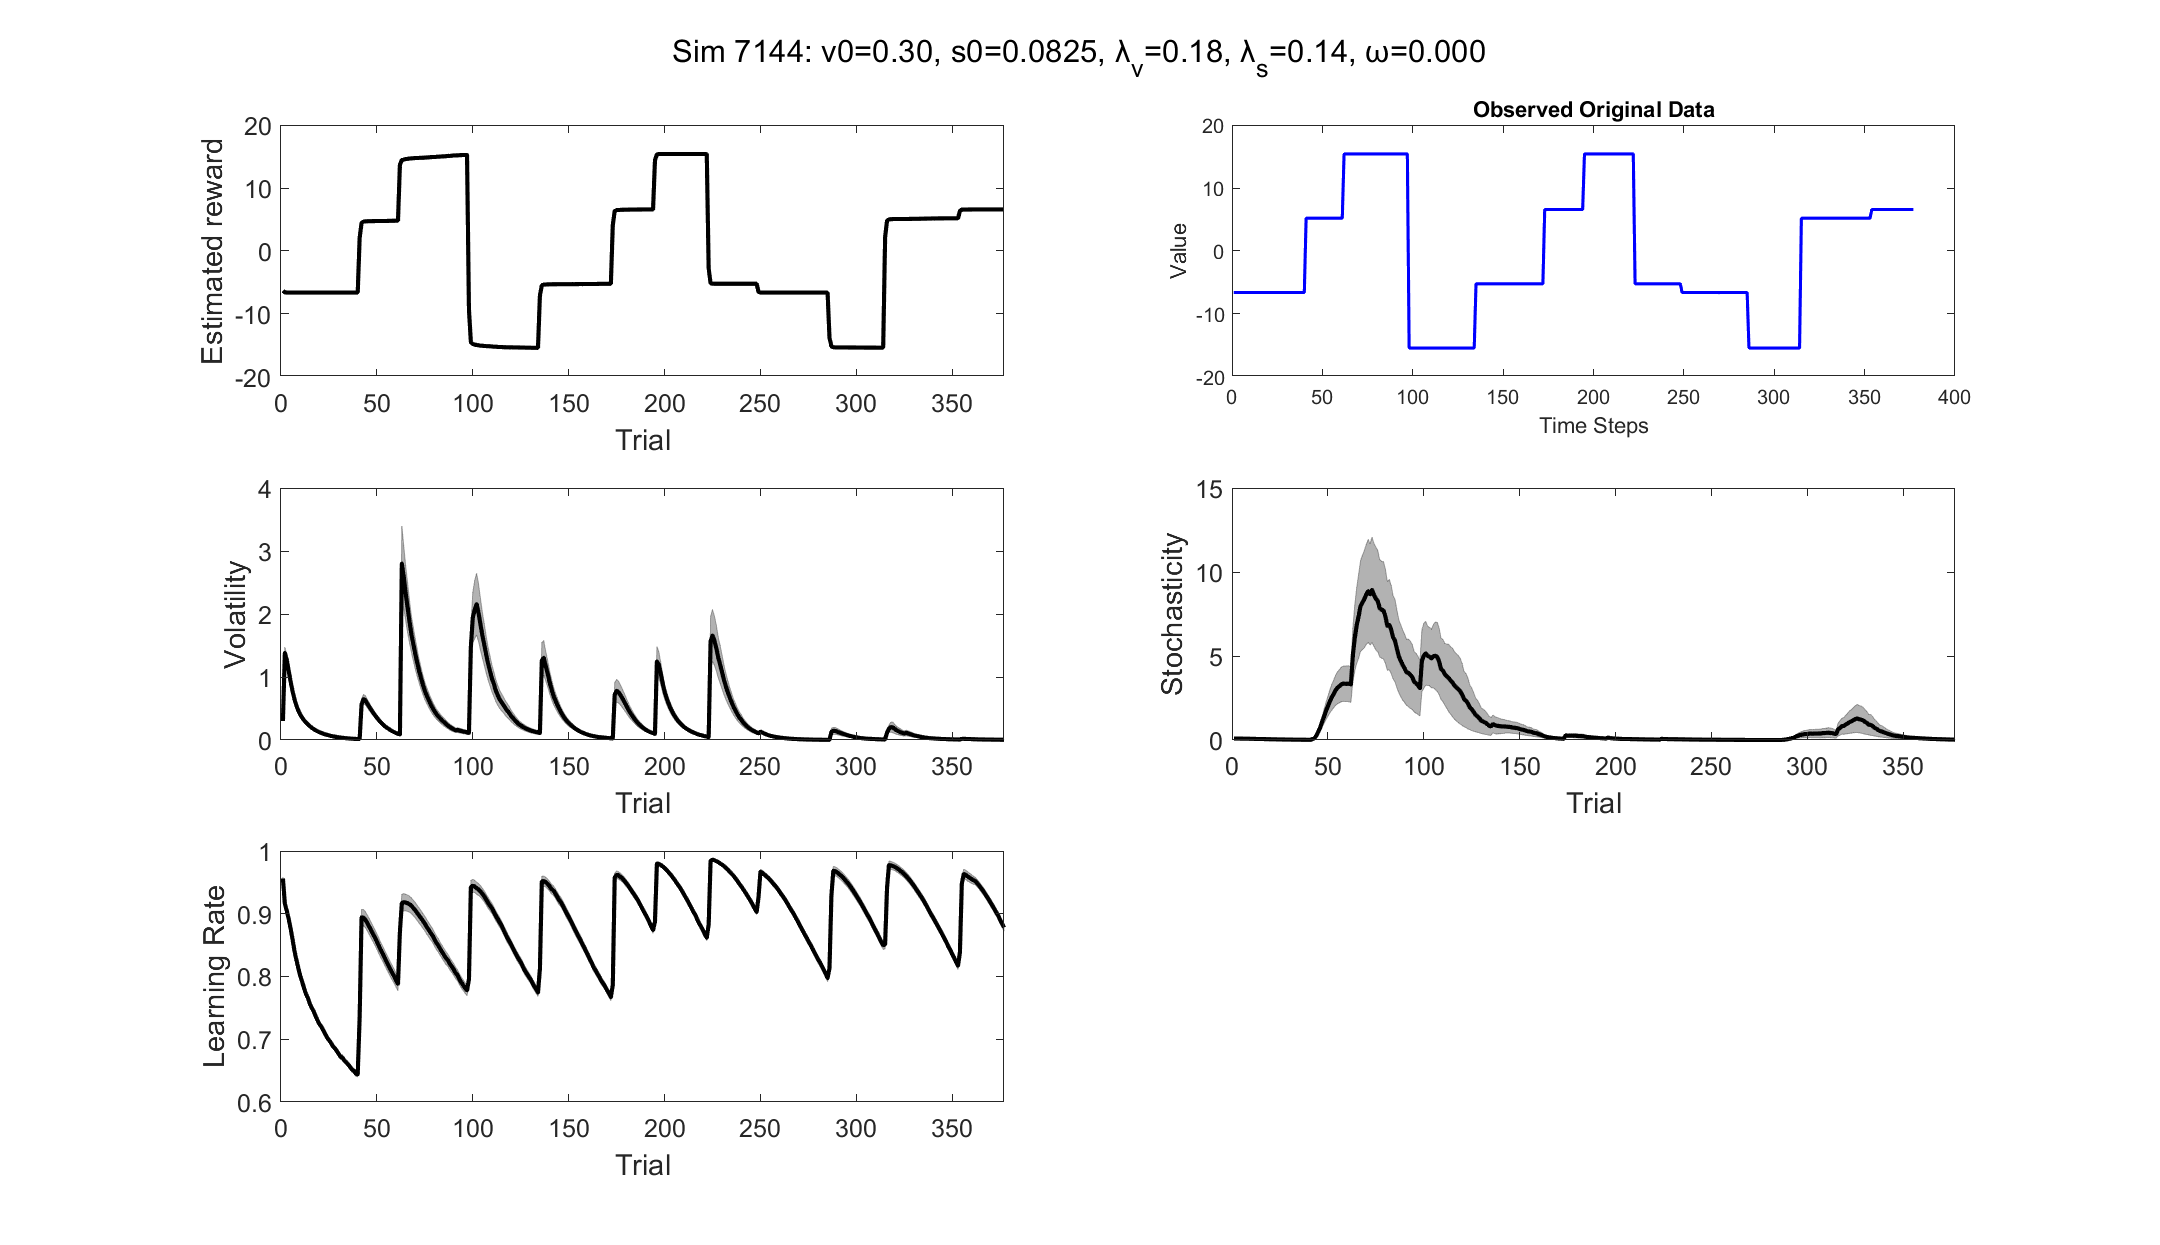 Sim 7144: v0=0.30, s0=0.0825, λ_v=0.18, λ_s=0.14, ω=0.000
20
10
0
-10
-20
Estimated reward
0 50 100 150 200 250 300 350
Trial
Observed Original Data
20
10
0
-10
-20
Value
0 50 100 150 200 250 300 350 400
Time Steps
4
3
2
1
0
Volatility
0 50 100 150 200 250 300 350
Trial
15
10
5
0
Stochasticity
0 50 100 150 200 250 300 350
Trial
1
0.9
0.8
0.7
0.6
Learning Rate
0 50 100 150 200 250 300 350
Trial